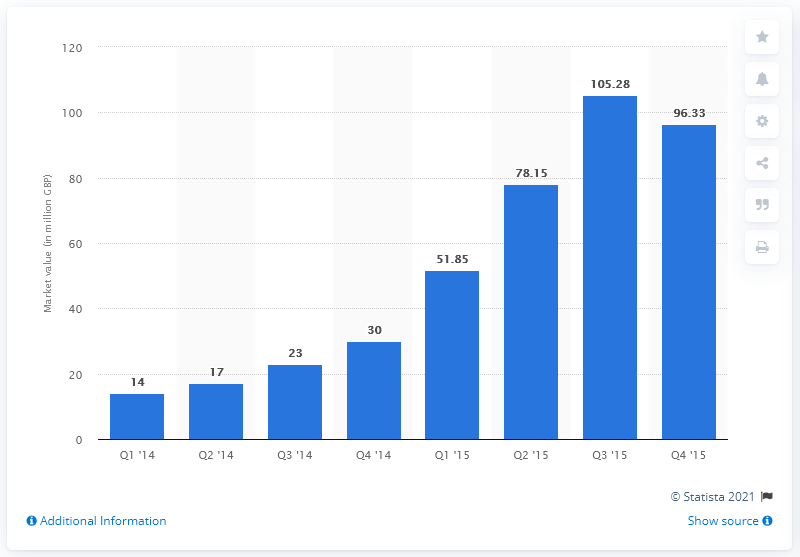 120
100
80
60
40
20
0
Market value (in million GBP)
14
17
23
30
51.85
78.15
105.28
96.33
Q1 '14
Q2 '14
Q3 '14
Q4 '14
Q1 '15
Q2 '15
Q3 '15
Q4 '15
© Statista 2021
Additional Information
Show source